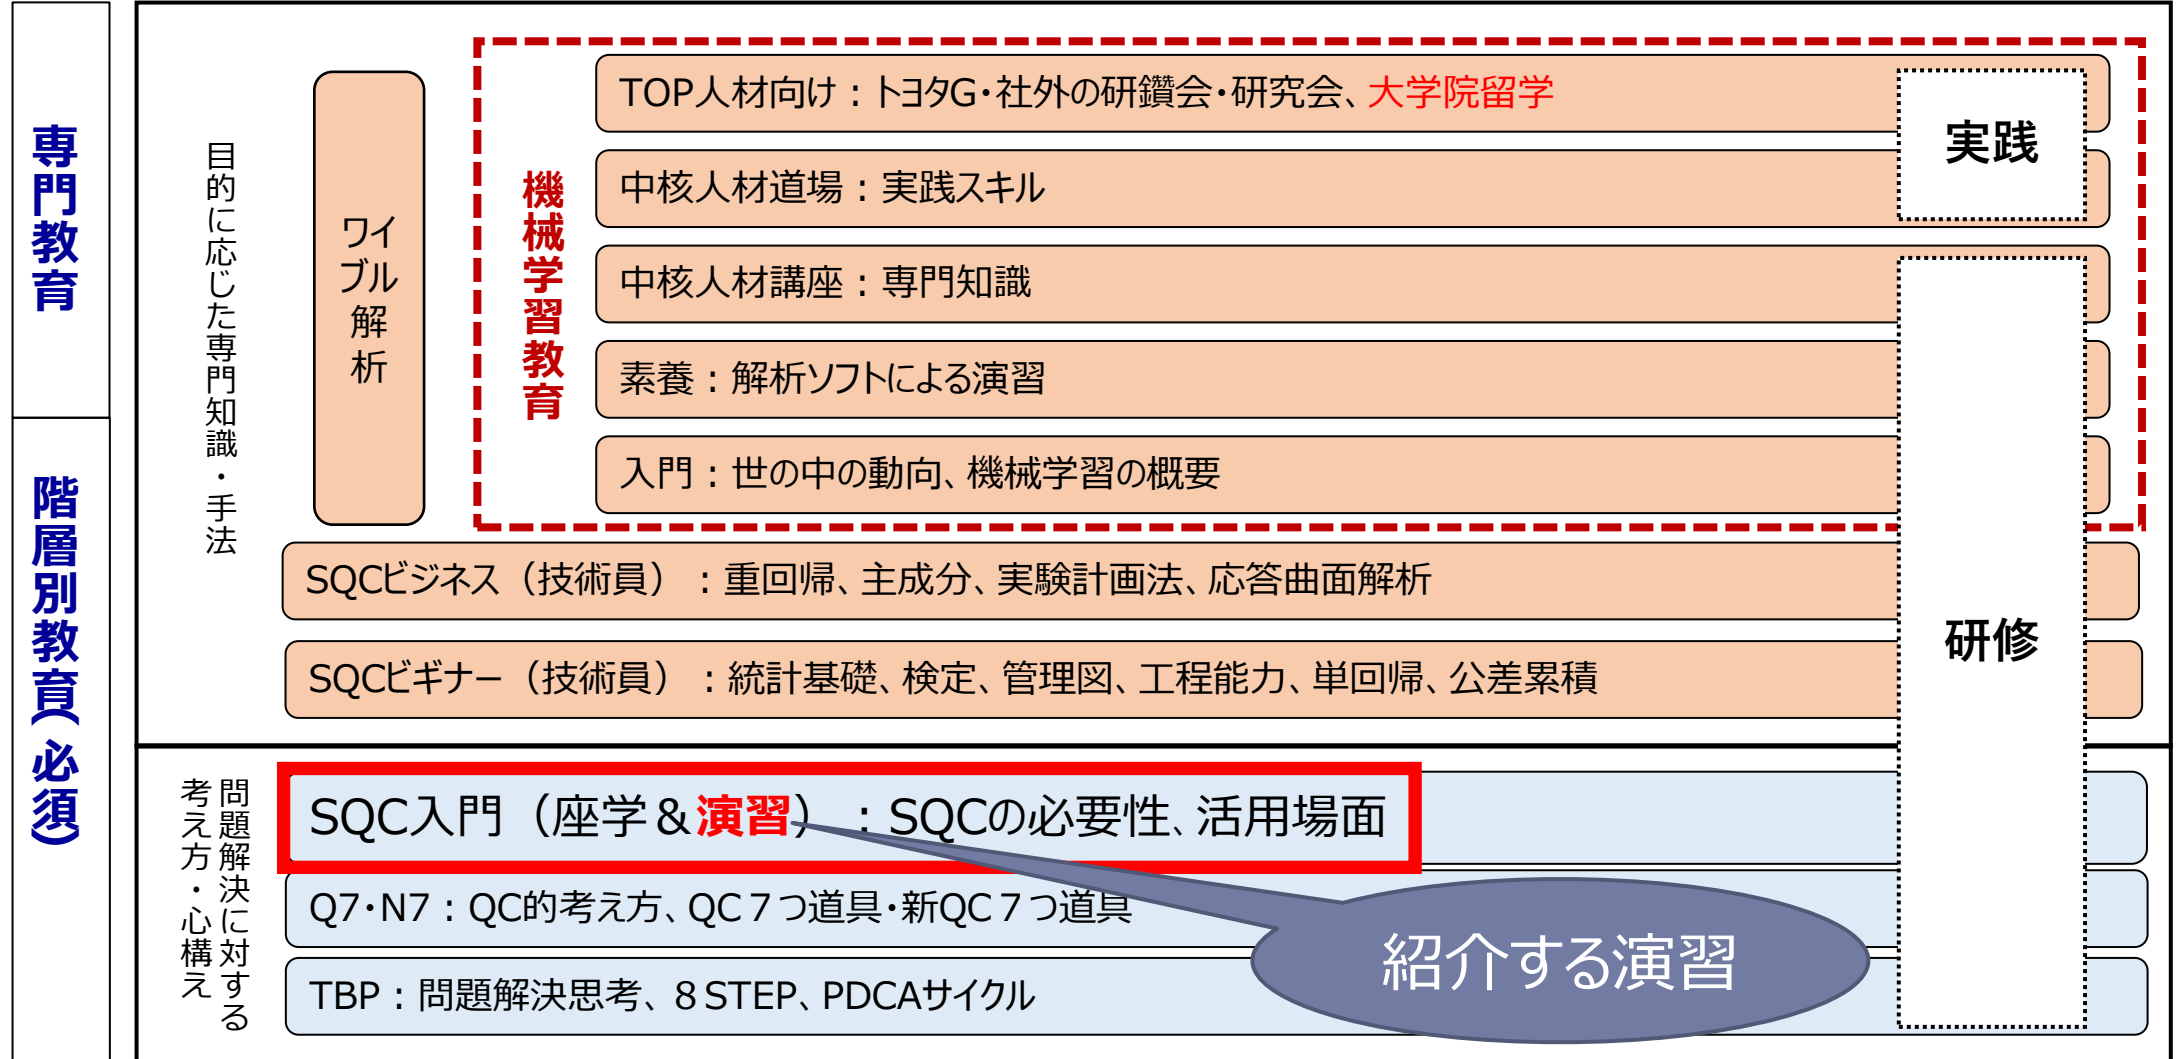 専門教育
階層別教育(必須)
目的に応じた専門知識・手法
ワイ
ブル
解
析
機械学習教育
TOP人材向け：トヨタG・社外の研鑽会・研究会、大学院留学
中核人材道場：実践スキル
中核人材講座：専門知識
素養：解析ソフトによる演習
入門：世の中の動向、機械学習の概要
実践
SQCビジネス（技術員）：重回帰、主成分、実験計画法、応答曲面解析
SQCビギナー（技術員）：統計基礎、検定、管理図、工程能力、単回帰、公差累積
研修
問題解決に対する
考え方・心構え
SQC入門（座学＆演習）：SQCの必要性、活用場面
Q7・N7：QC的考え方、QC７つ道具・新QC７つ道具
TBP：問題解決思考、８STEP、PDCAサイクル
紹介する演習